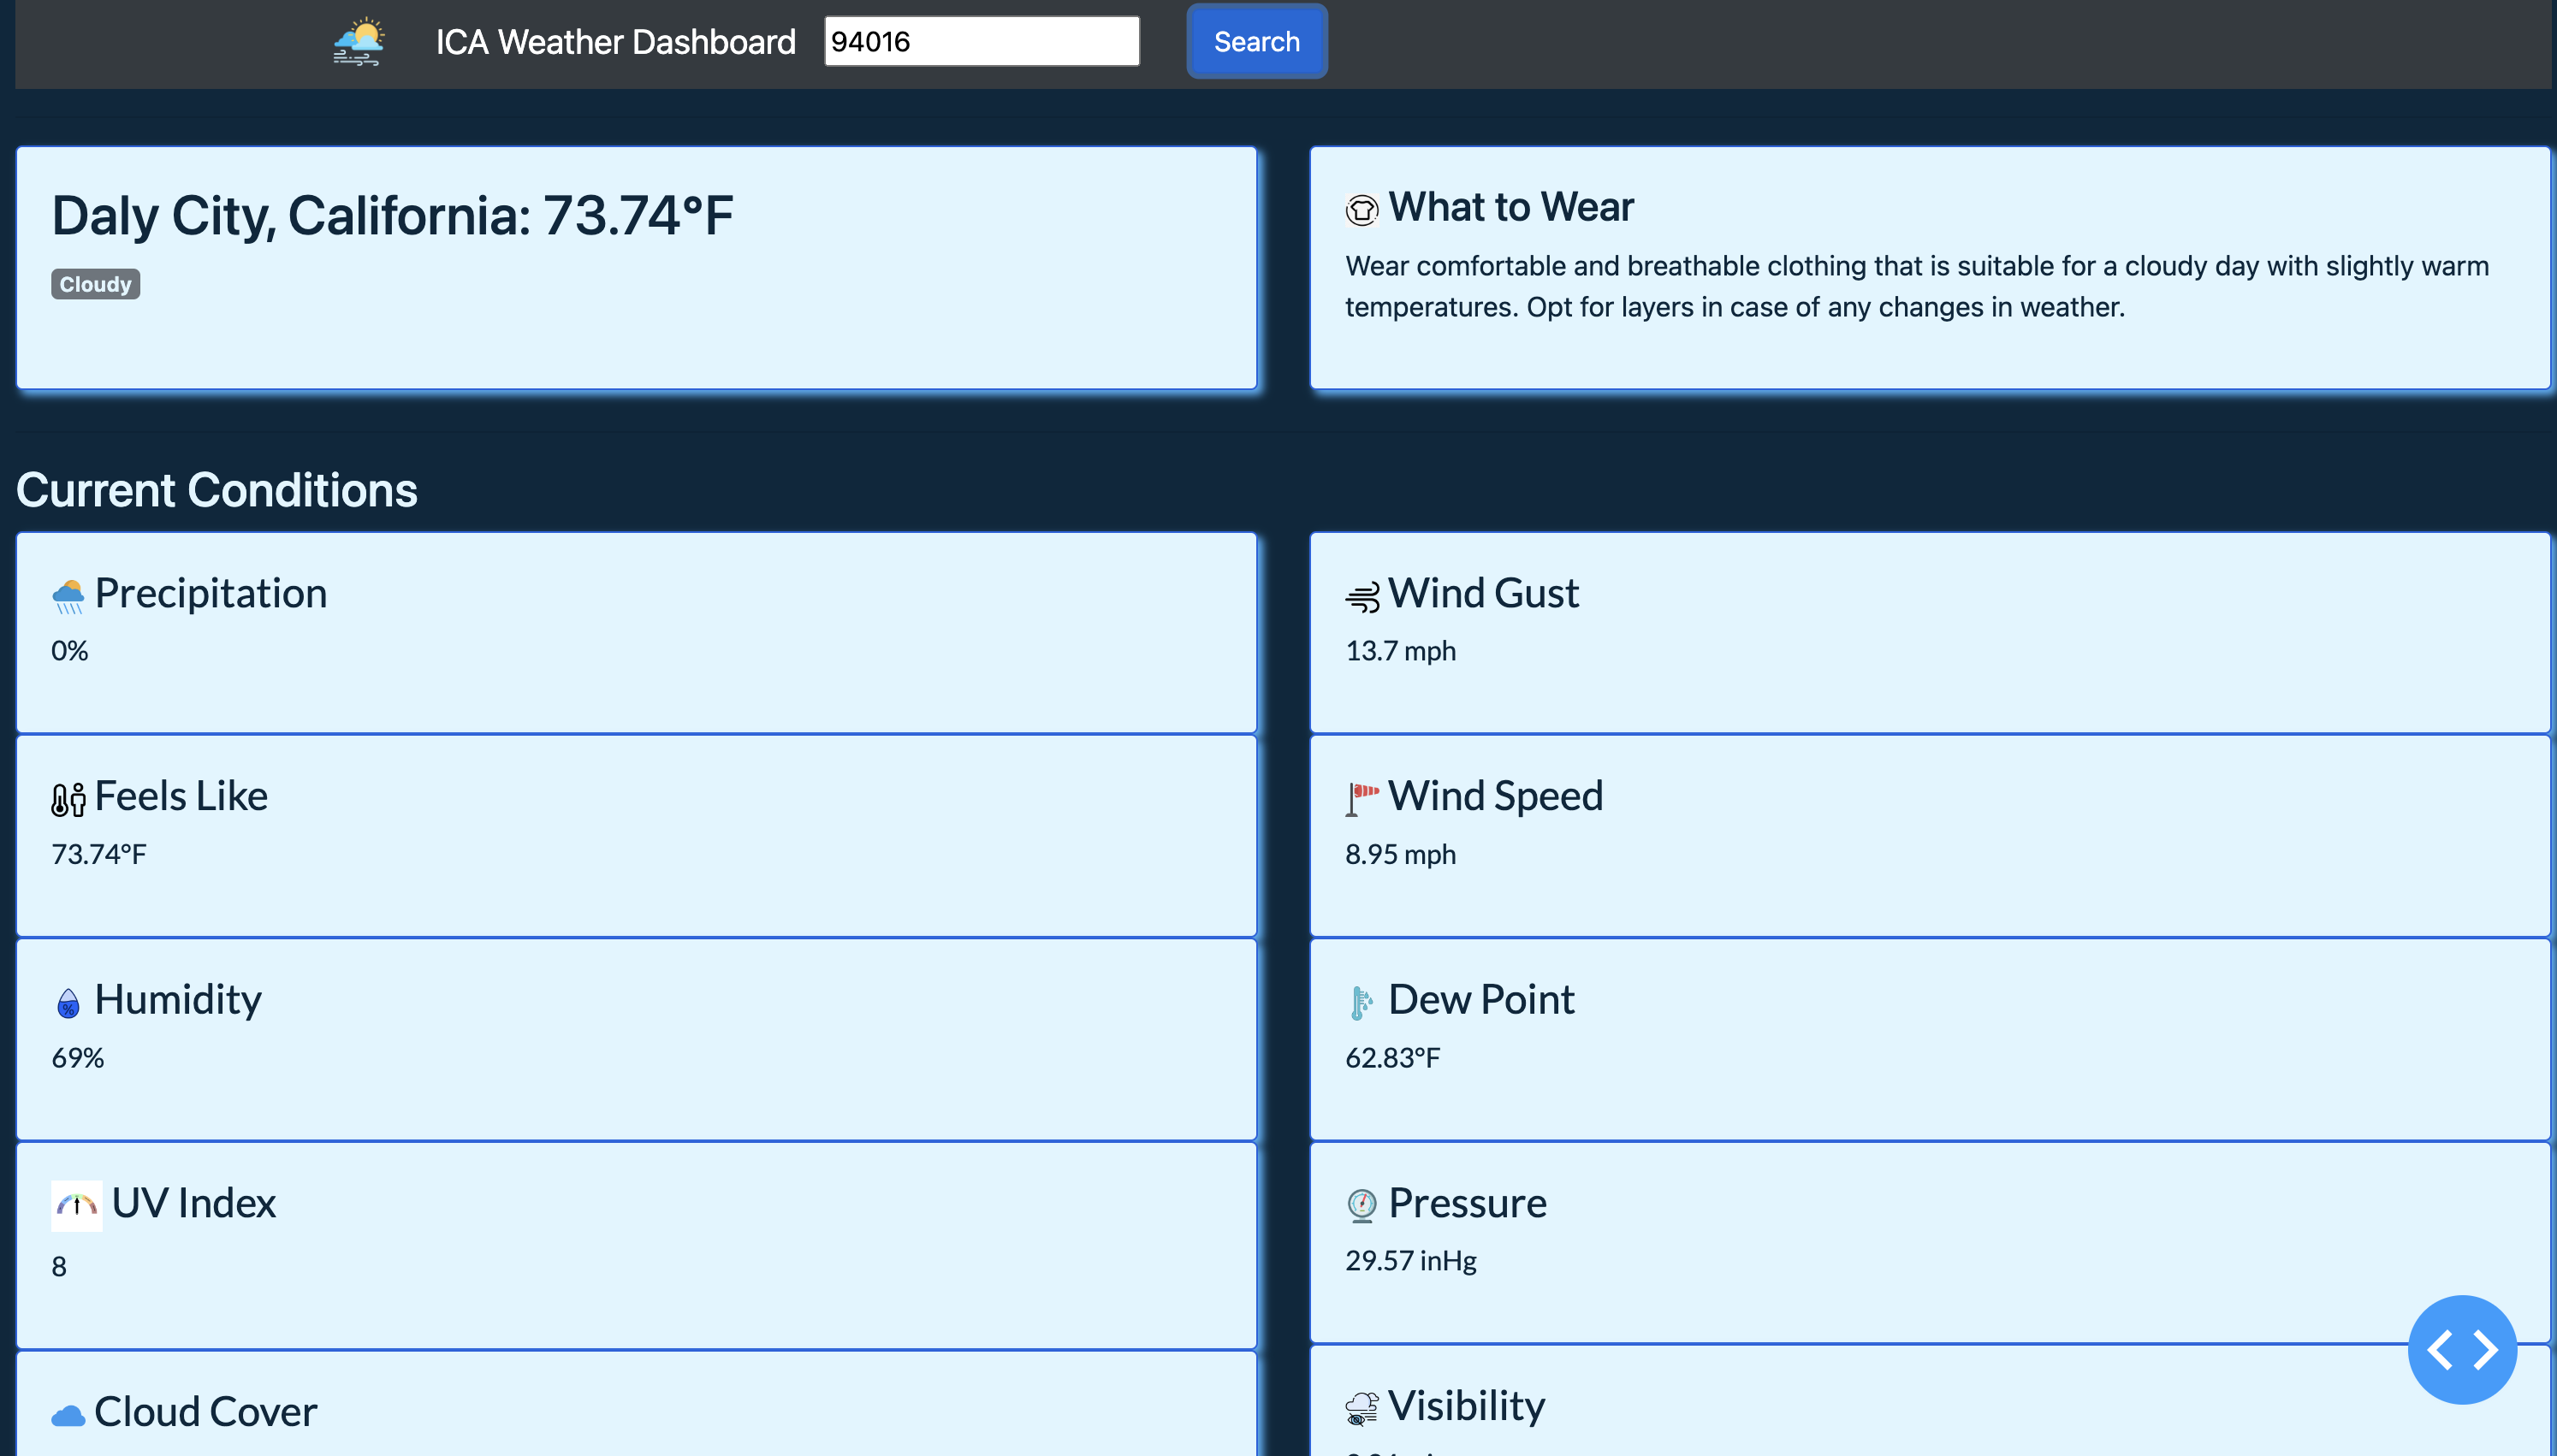 ICA Weather Dashboard
94016
Search
Daly City, California: 73.74°F
Cloudy
What to Wear
Wear comfortable and breathable clothing that is suitable for a cloudy day with slightly warm
temperatures. Opt for layers in case of any changes in weather.
Current Conditions
Precipitation
0%
Wind Gust
13.7 mph
Feels Like
73.74°F
Wind Speed
8.95 mph
Humidity
69%
Dew Point
62.83°F
UV Index
8
Pressure
29.57 inHg
Cloud Cover
Visibility